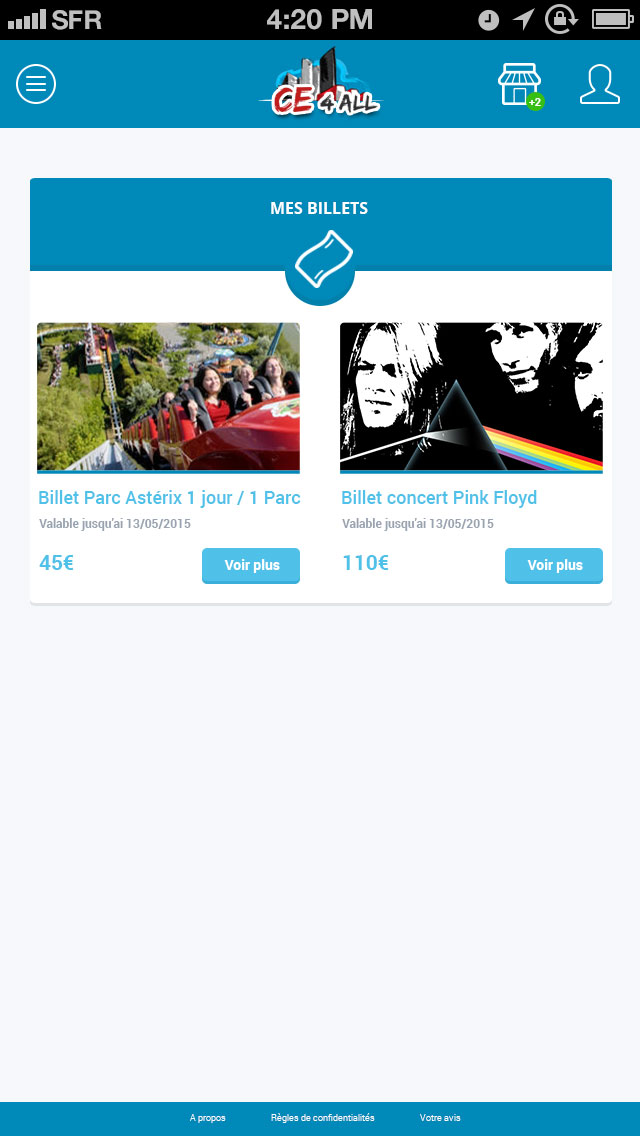 SFR 4:20 PM
CE 4 ALL
+2
MES BILLETS
Billet Parc Astérix 1 jour / 1 Parc
Valable jusqu'ai 13/05/2015
45€ Voir plus
Billet concert Pink Floyd
Valable jusqu'ai 13/05/2015
110€ Voir plus
A propos Règles de confidentialités Votre avis